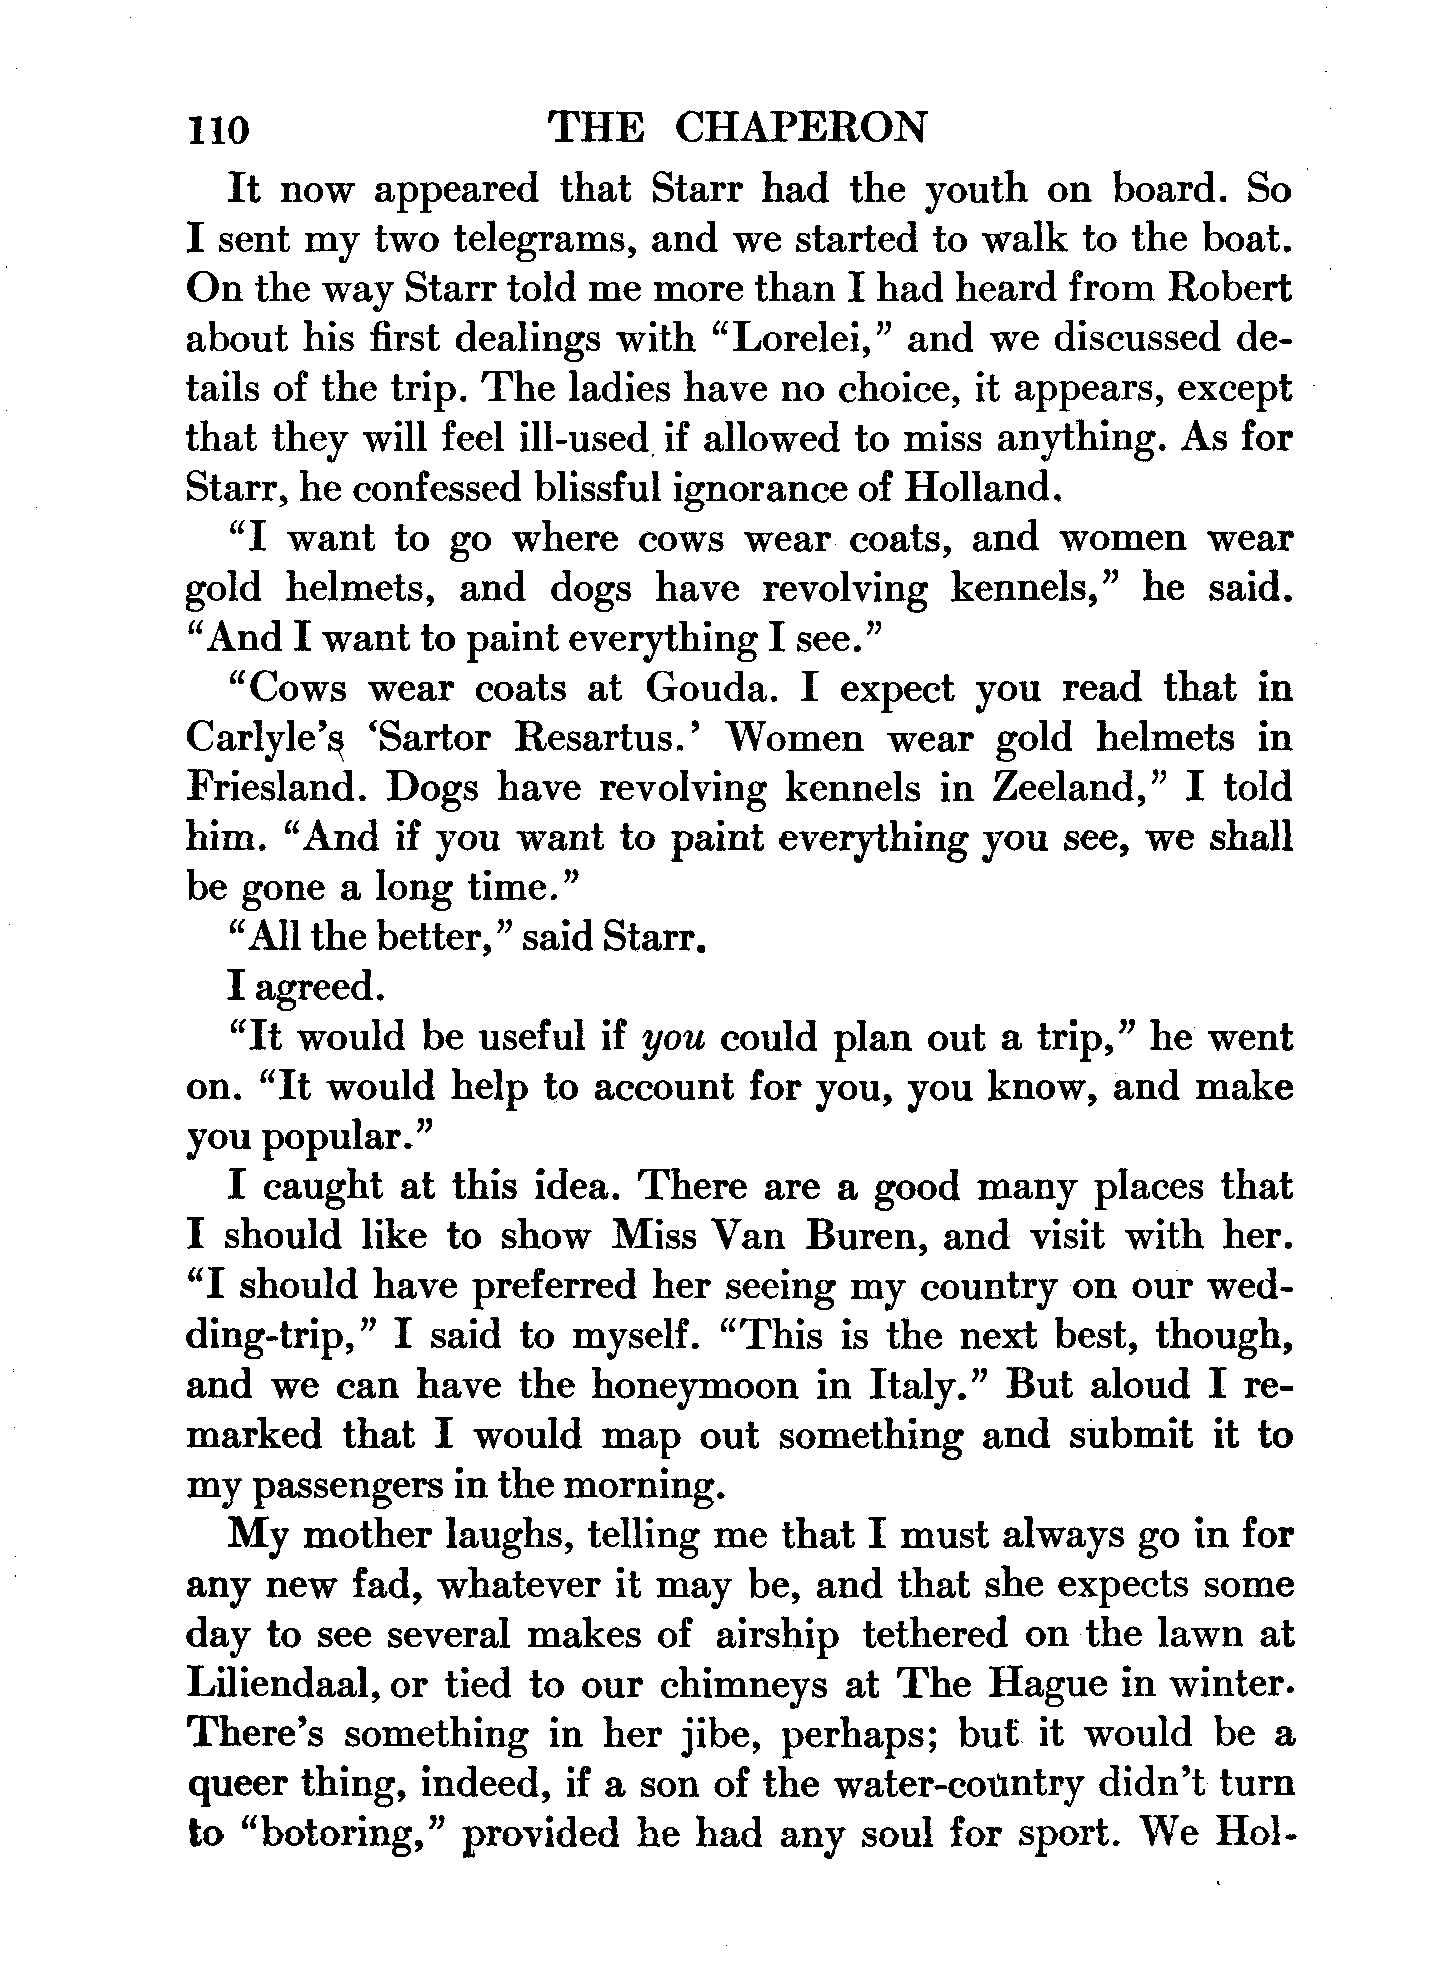 110 THE CHAPERON
It now appeared that Starr had the youth on board. So
I sent my two telegrams, and we started to walk to the boat.
On the way Starr told me more than I had heard from Robert
about his first dealings with “Lorelei,” and we discussed de-
tails of the trip. The ladies have no choice, it appears, except
that they will feel ill-used if allowed to miss anything. As for
Starr, he confessed blissful ignorance of Holland.
“I want to go where cows wear coats, and women wear
gold helmets, and dogs have revolving kennels,” he said.
“And I want to paint everything I see.”
“Cows wear coats at Gouda. I expect you read that in
Carlyle’s ‘Sartor Resartus.’ Women wear gold helmets in
Friesland. Dogs have revolving kennels in Zeeland,” I told
him. “And if you want to paint everything you see, we shall
be gone a long time.”
“All the better,” said Starr.
I agreed.
“It would be useful if you could plan out a trip,” he went
on. “It would help to account for you, you know, and make
you popular.”
I caught at this idea. There are a good many places that
I should like to show Miss Van Buren, and visit with her.
“I should have preferred her seeing my country on our wed-
ding-trip,” I said to myself. “This is the next best, though,
and we can have the honeymoon in Italy.” But aloud I re-
marked that I would map out something and submit it to
my passengers in the morning.
My mother laughs, telling me that I must always go in for
any new fad, whatever it may be, and that she expects some
day to see several makes of airship tethered on the lawn at
Liliendaal, or tied to our chimneys at The Hague in winter.
There’s something in her jibe, perhaps; but it would be a
queer thing, indeed, if a son of the water-country didn’t turn
to “botoring,” provided he had any soul for sport. We Hol-